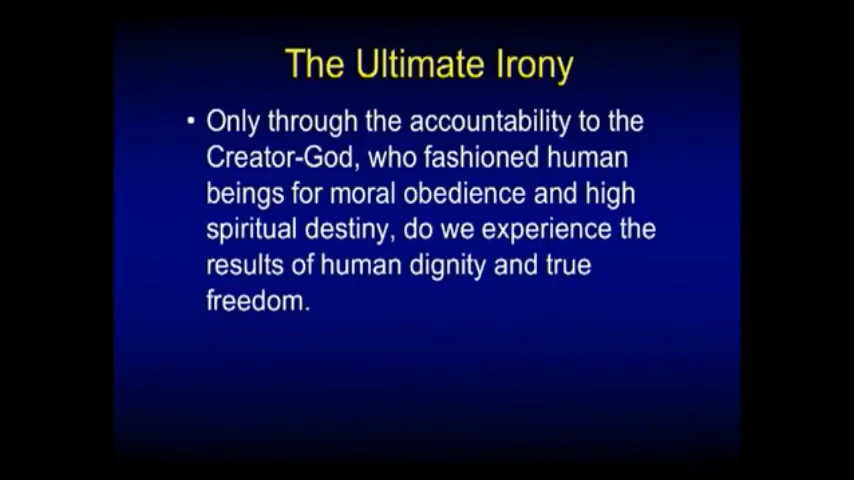 The Ultimate Irony
• Only through the accountability to the
Creator-God, who fashioned human
beings for moral obedience and high
spiritual destiny, do we experience the
results of human dignity and true
freedom.